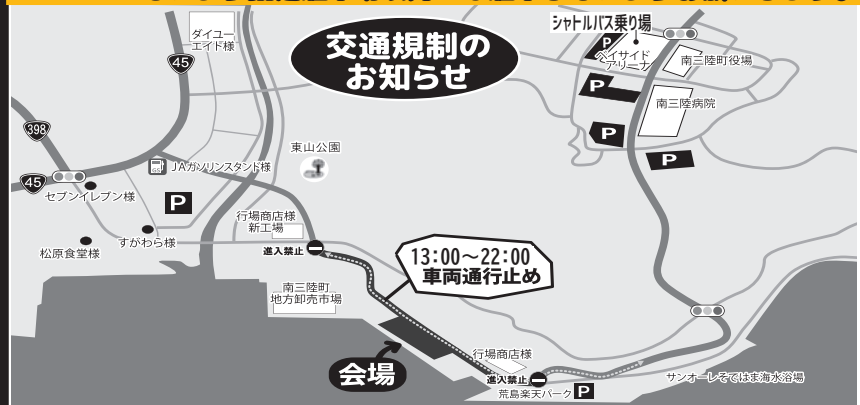 交通規制の
お知らせ
シャトルバス乗り場
ダイユー
エイト様
45
P
ベイサイド
アリーナ
南三陸町役場
P
南三陸病院
398
P
P
東山公園
JAガソリンスタンド様
45
セブンイレブン様
P
行場商店様
新工場
すがわら様
松原食堂様
進入禁止
13:00〜22:00
車両通行止め
南三陸町
地方卸売市場
会場
行場商店様
進入禁止
荒島楽天パーク P
サンオーレそではま海水浴場